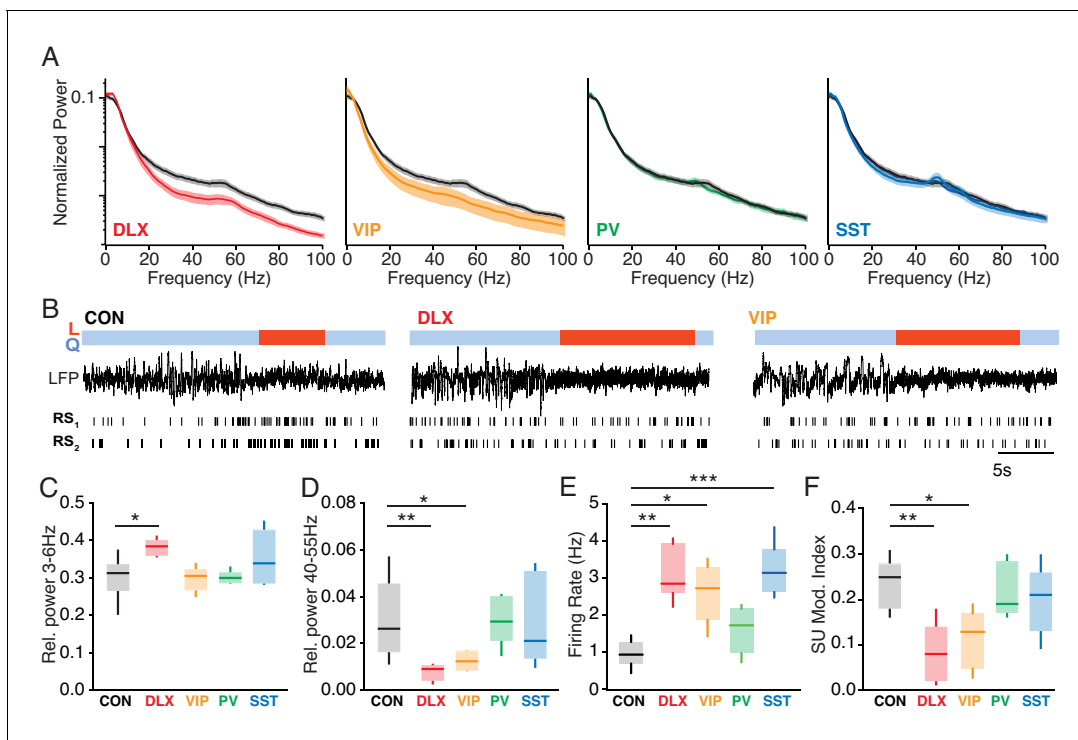 A
Normalized Power
0.1
DLX
VIP
PV
SST
0 20 40 60 80 100
0 20 40 60 80 100
0 20 40 60 80 100
0 20 40 60 80 100
Frequency (Hz)
Frequency (Hz)
Frequency (Hz)
Frequency (Hz)
B
L
Q
CON
DLX
VIP
LFP
RS1
RS2
5s
C
Rel. power 3-6Hz
0.5
0.4
0.3
0.2
0.1
0.0
*
CON DLX VIP PV SST
D
Rel. power 40-55Hz
0.08
0.06
0.04
0.02
0.00
*
**
CON DLX VIP PV SST
E
Firing Rate (Hz)
5
4
3
2
1
0
***
*
**
CON DLX VIP PV SST
F
SU Mod. Index
0.4
0.3
0.2
0.1
0.0
*
**
CON DLX VIP PV SST